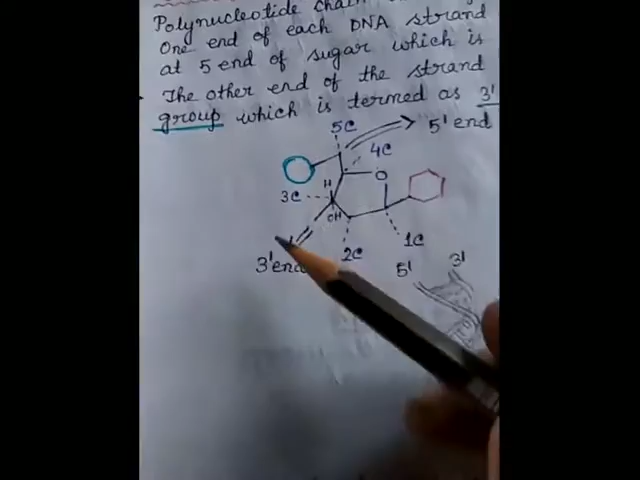 Polynucleotide chain
One end of each DNA strand
at 5 end of sugar which is
The other end of the strand
group which is termed as 3'
5C
5' end
4C
O
H
3C
OH
1C
2C
3' end
5'
3'